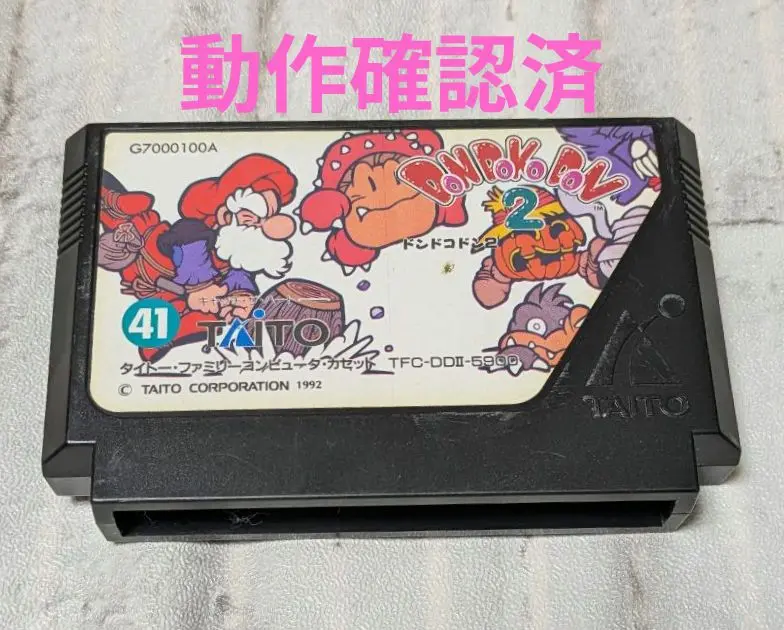 動作確認済
G7000100A
DON DOKO DON
2
TM
ドンドコドン2
41
TAITO
タイトー・ファミリーコンピュータ・カセット TFC-DDII-5900
© TAITO CORPORATION 1992
TAITO